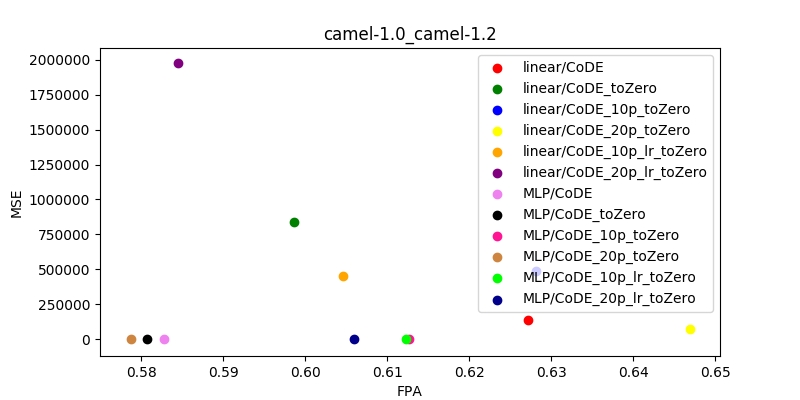 camel-1.0_camel-1.2
2000000
1750000
1500000
1250000
1000000
750000
500000
250000
0
MSE
linear/CoDE
linear/CoDE_toZero
linear/CoDE_10p_toZero
linear/CoDE_20p_toZero
linear/CoDE_10p_lr_toZero
linear/CoDE_20p_lr_toZero
MLP/CoDE
MLP/CoDE_toZero
MLP/CoDE_10p_toZero
MLP/CoDE_20p_toZero
MLP/CoDE_10p_lr_toZero
MLP/CoDE_20p_lr_toZero
0.58 0.59 0.60 0.61 0.62 0.63 0.64 0.65
FPA